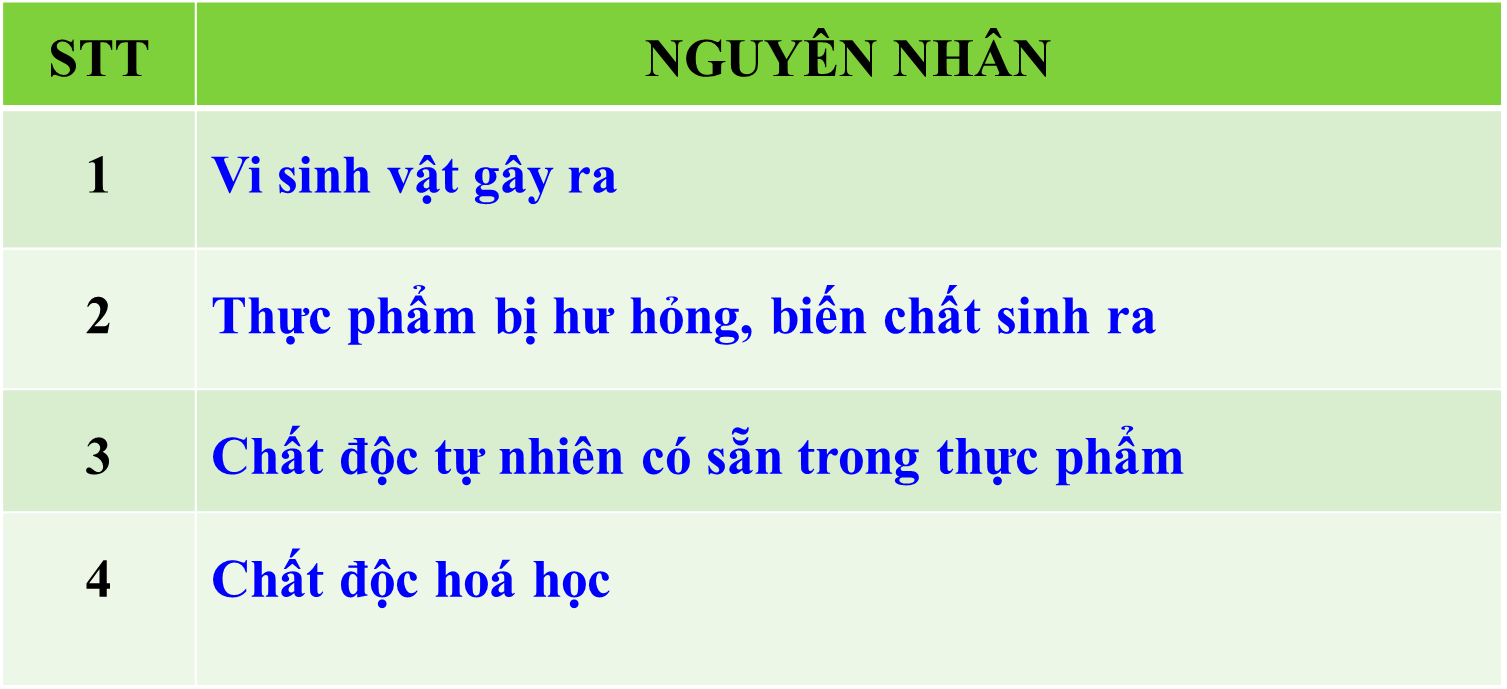 STT NGUYÊN NHÂN
1 Vi sinh vật gây ra
2 Thực phẩm bị hư hỏng, biến chất sinh ra
3 Chất độc tự nhiên có sẵn trong thực phẩm
4 Chất độc hoá học